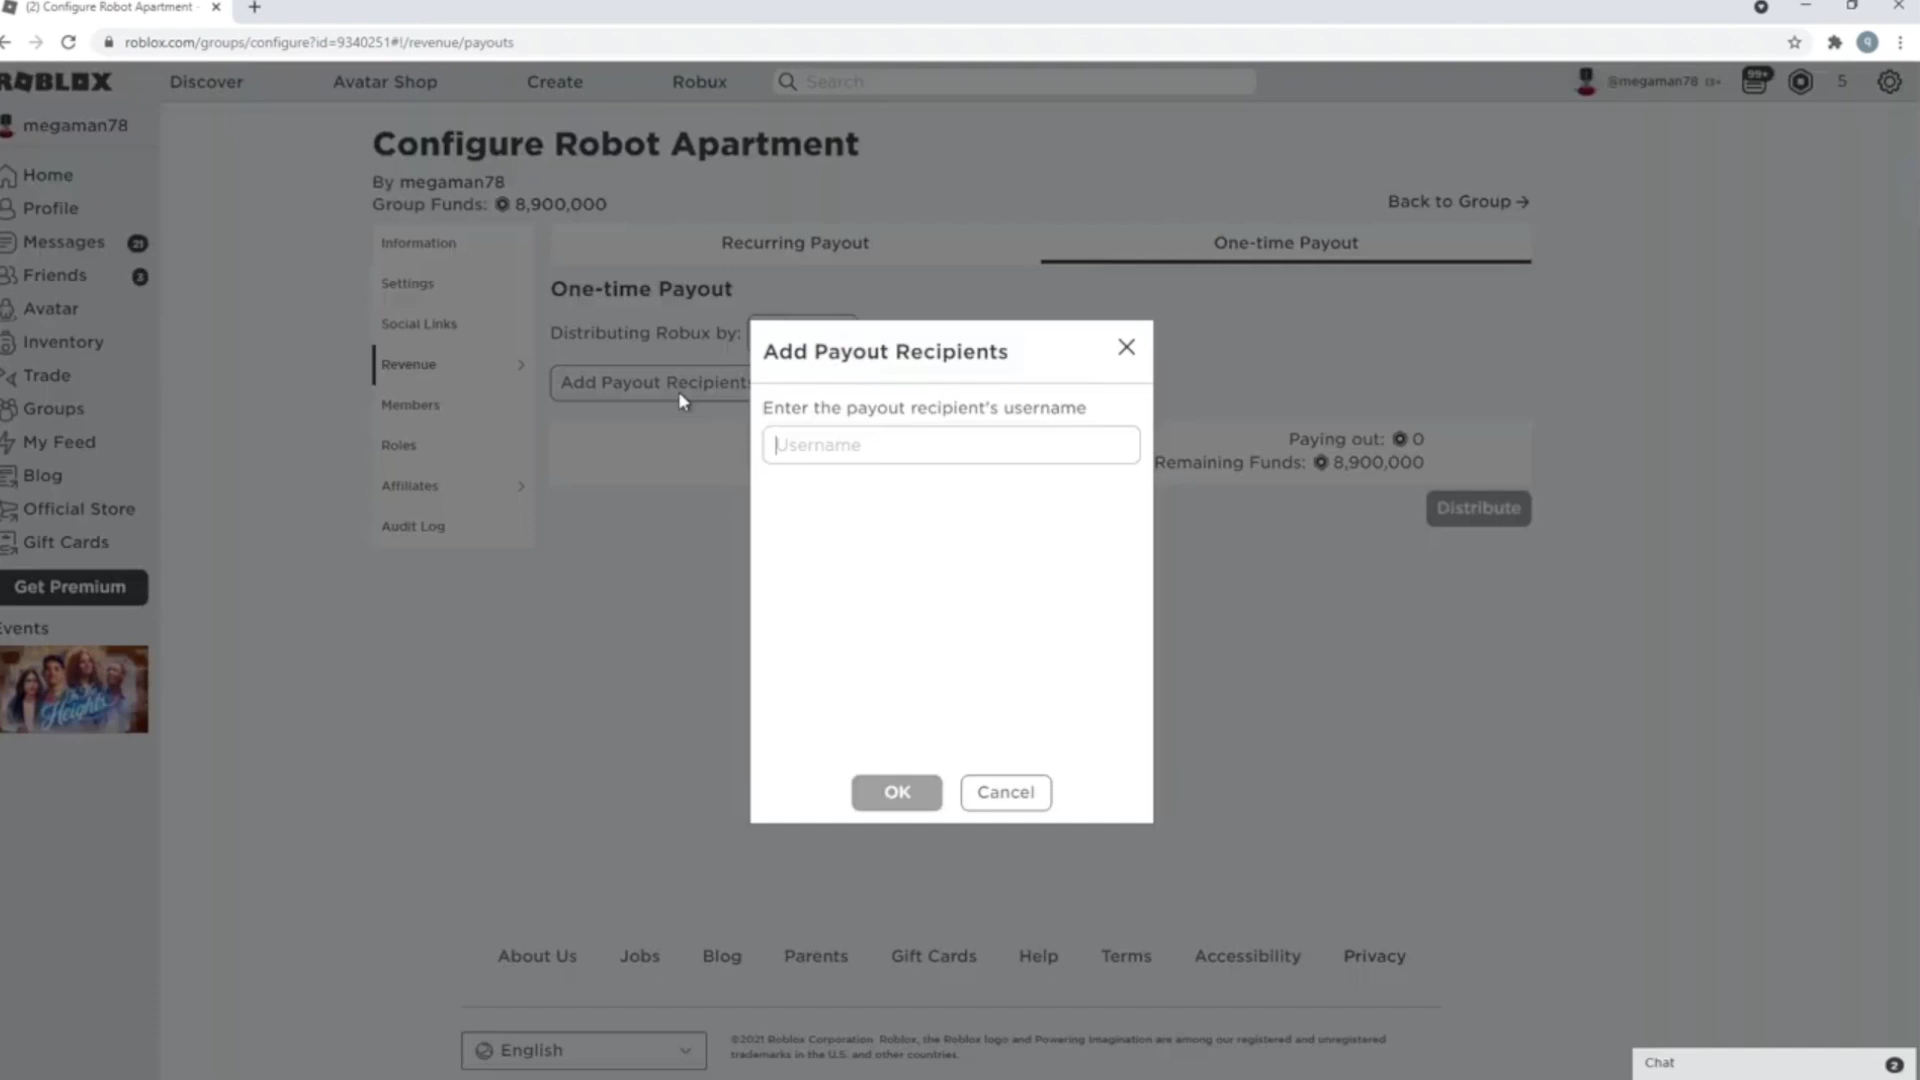 (2) Configure Robot Apartment -
roblox.com/groups/configure?id=9340251#!/revenue/payouts
q
ROBLOX
Discover
Avatar Shop
Create
Robux
Search
@megaman78 13+
99+
5
megaman78
Home
Profile
Messages 21
Friends
Avatar
Inventory
Trade
Groups
My Feed
Blog
Official Store
Gift Cards
Get Premium
Events
Heights
Configure Robot Apartment
By megaman78
Group Funds: 8,900,000
Back to Group →
Information
Settings
Social Links
Revenue
Members
Roles
Affiliates
Audit Log
Recurring Payout
One-time Payout
One-time Payout
Distributing Robux by:
Add Payout Recipients
Paying out: 0
Remaining Funds: 8,900,000
Distribute
Add Payout Recipients
Enter the payout recipient's username
Username
OK
Cancel
About Us
Jobs
Blog
Parents
Gift Cards
Help
Terms
Accessibility
Privacy
English
©2021 Roblox Corporation. Roblox, the Roblox logo and Powering Imagination are among our registered and unregistered
trademarks in the U.S. and other countries.
Chat
2